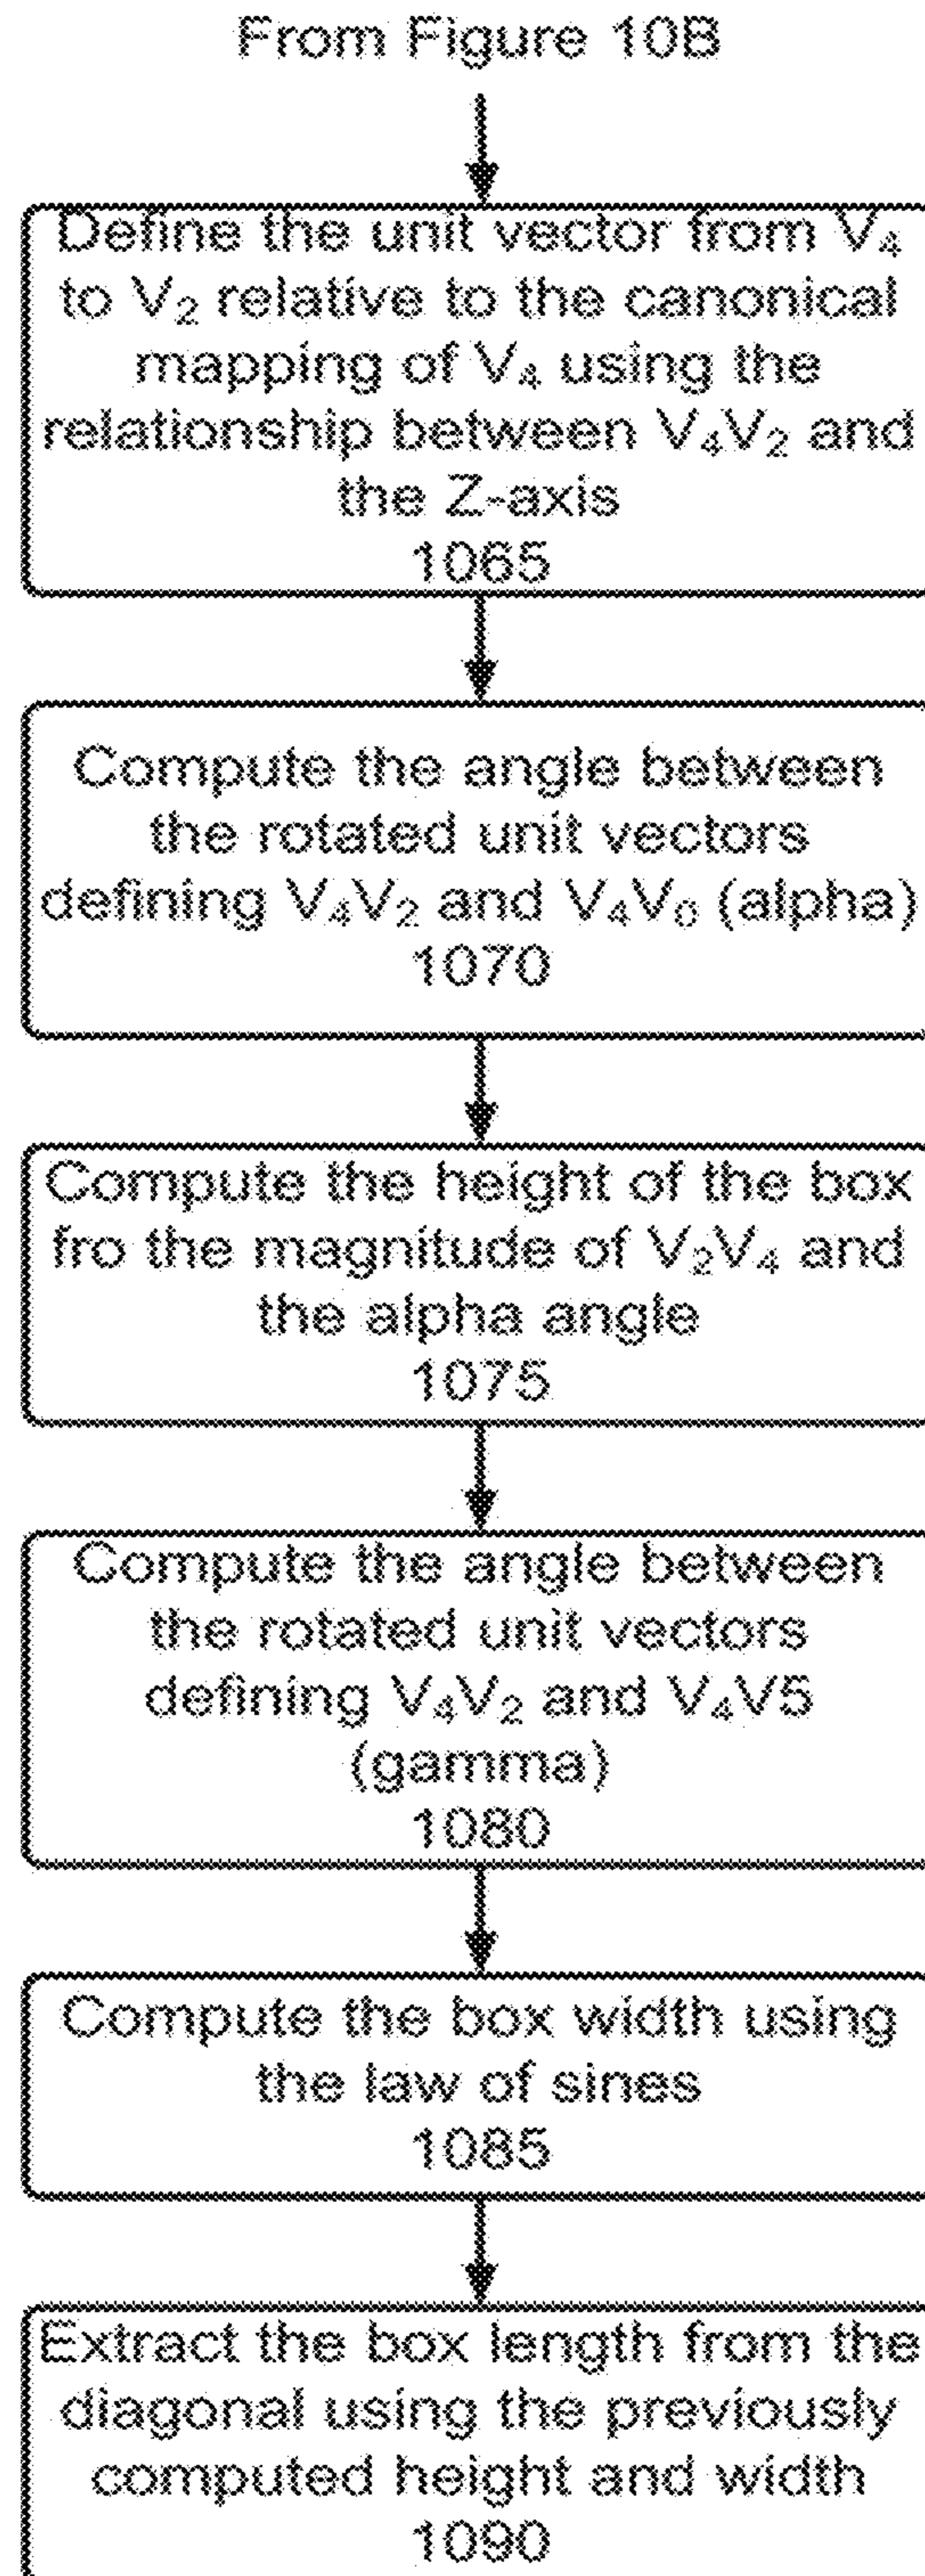 From Figure 10B
Define the unit vector from V₄
to V₂ relative to the canonical
mapping of V₄ using the
relationship between V₄V₂ and
the Z-axis
1065
Compute the angle between
the rotated unit vectors
defining V₄V₂ and V₄V₀ (alpha)
1070
Compute the height of the box
fro the magnitude of V₂V₄ and
the alpha angle
1075
Compute the angle between
the rotated unit vectors
defining V₄V₂ and V₄V5
(gamma)
1080
Compute the box width using
the law of sines
1085
Extract the box length from the
diagonal using the previously
computed height and width
1090